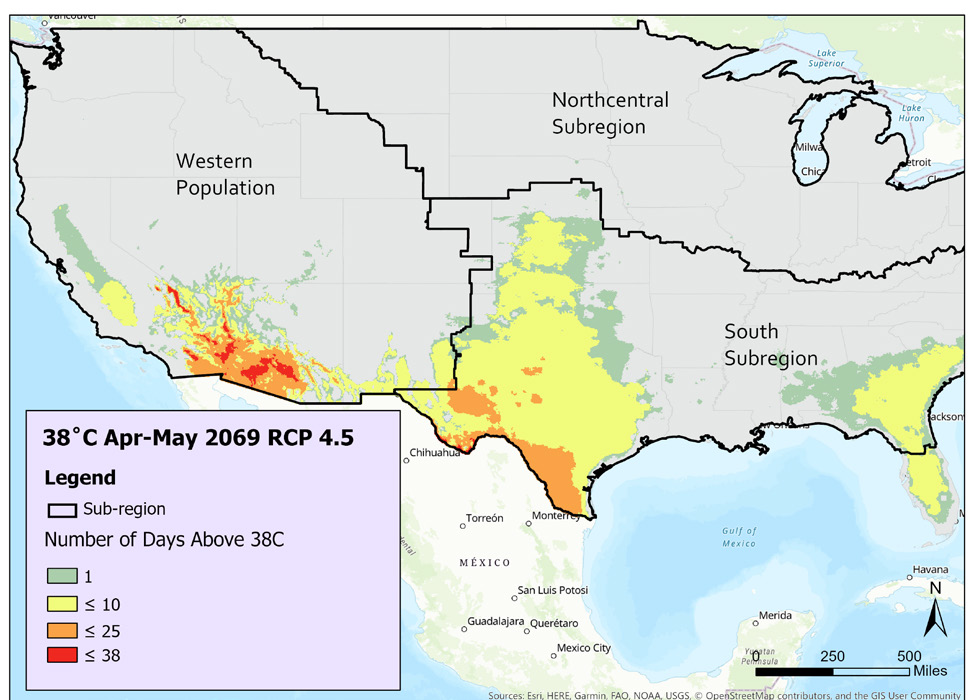 Vancouver
Lake
Superior
Northcentral
Subregion
Lake
Huron
Western
Population
Milwa
etroit
Chica
South
Subregion
Jackson
38°C Apr-May 2069 RCP 4.5
Legend
Sub-region
Number of Days Above 38C
1
≤ 10
≤ 25
≤ 38
Chihuahua
Torreón
Monterrey
Gulf of
Mexico
MÉXICO
San Luis Potosi
Havana
N
Guadalajara
Querétaro
Merida
Mexico City
Yucatan
Peninsula
0 250 500
Miles
Sources: Esri, HERE, Garmin, FAO, NOAA, USGS, © OpenStreetMap contributors, and the GIS User Community